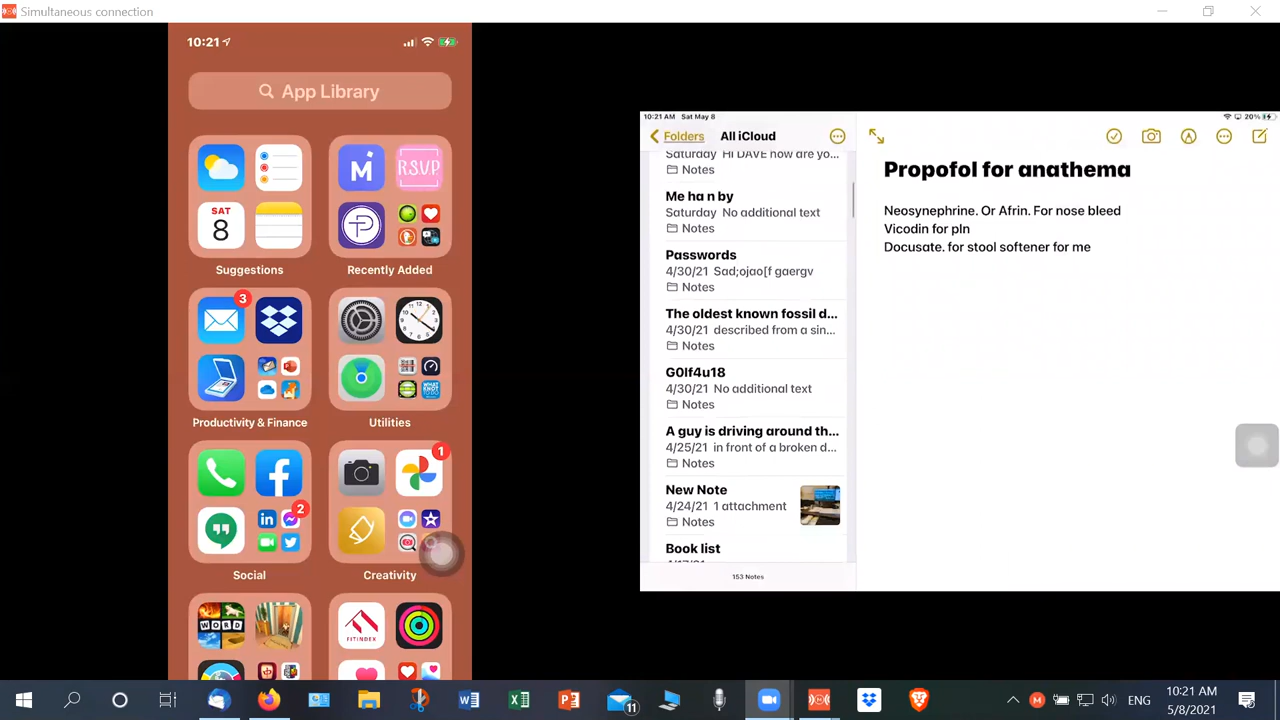 Simultaneous connection
10:21
App Library
SAT
8
RSVP
Suggestions
Recently Added
3
WHAT
KNOT
TO DO
Productivity & Finance
Utilities
1
2
Social
Creativity
WORD
FITINDEX
10:21 AM Sat May 8
20%
Folders
All iCloud
Saturday HI DAVE how are yo...
Notes
Me ha n by
Saturday No additional text
Notes
Passwords
4/30/21 Sad;ojao[f gaergv
Notes
The oldest known fossil d...
4/30/21 described from a sin...
Notes
G0lf4u18
4/30/21 No additional text
Notes
A guy is driving around th...
4/25/21 in front of a broken d...
Notes
New Note
4/24/21 1 attachment
Notes
Book list
153 Notes
Propofol for anathema
Neosynephrine. Or Afrin. For nose bleed
Vicodin for pIn
Docusate. for stool softener for me
11
ENG
10:21 AM
5/8/2021